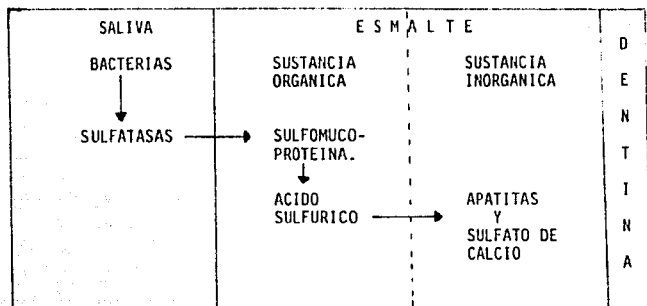 SALIVA
E S M A L T E
BACTERIAS
SUSTANCIA
ORGANICA
SUSTANCIA
INORGANICA
SULFATASAS
SULFOMUCO-
PROTEINA.
ACIDO
SULFURICO
APATITAS
Y
SULFATO DE
CALCIO
D
E
N
T
I
N
A